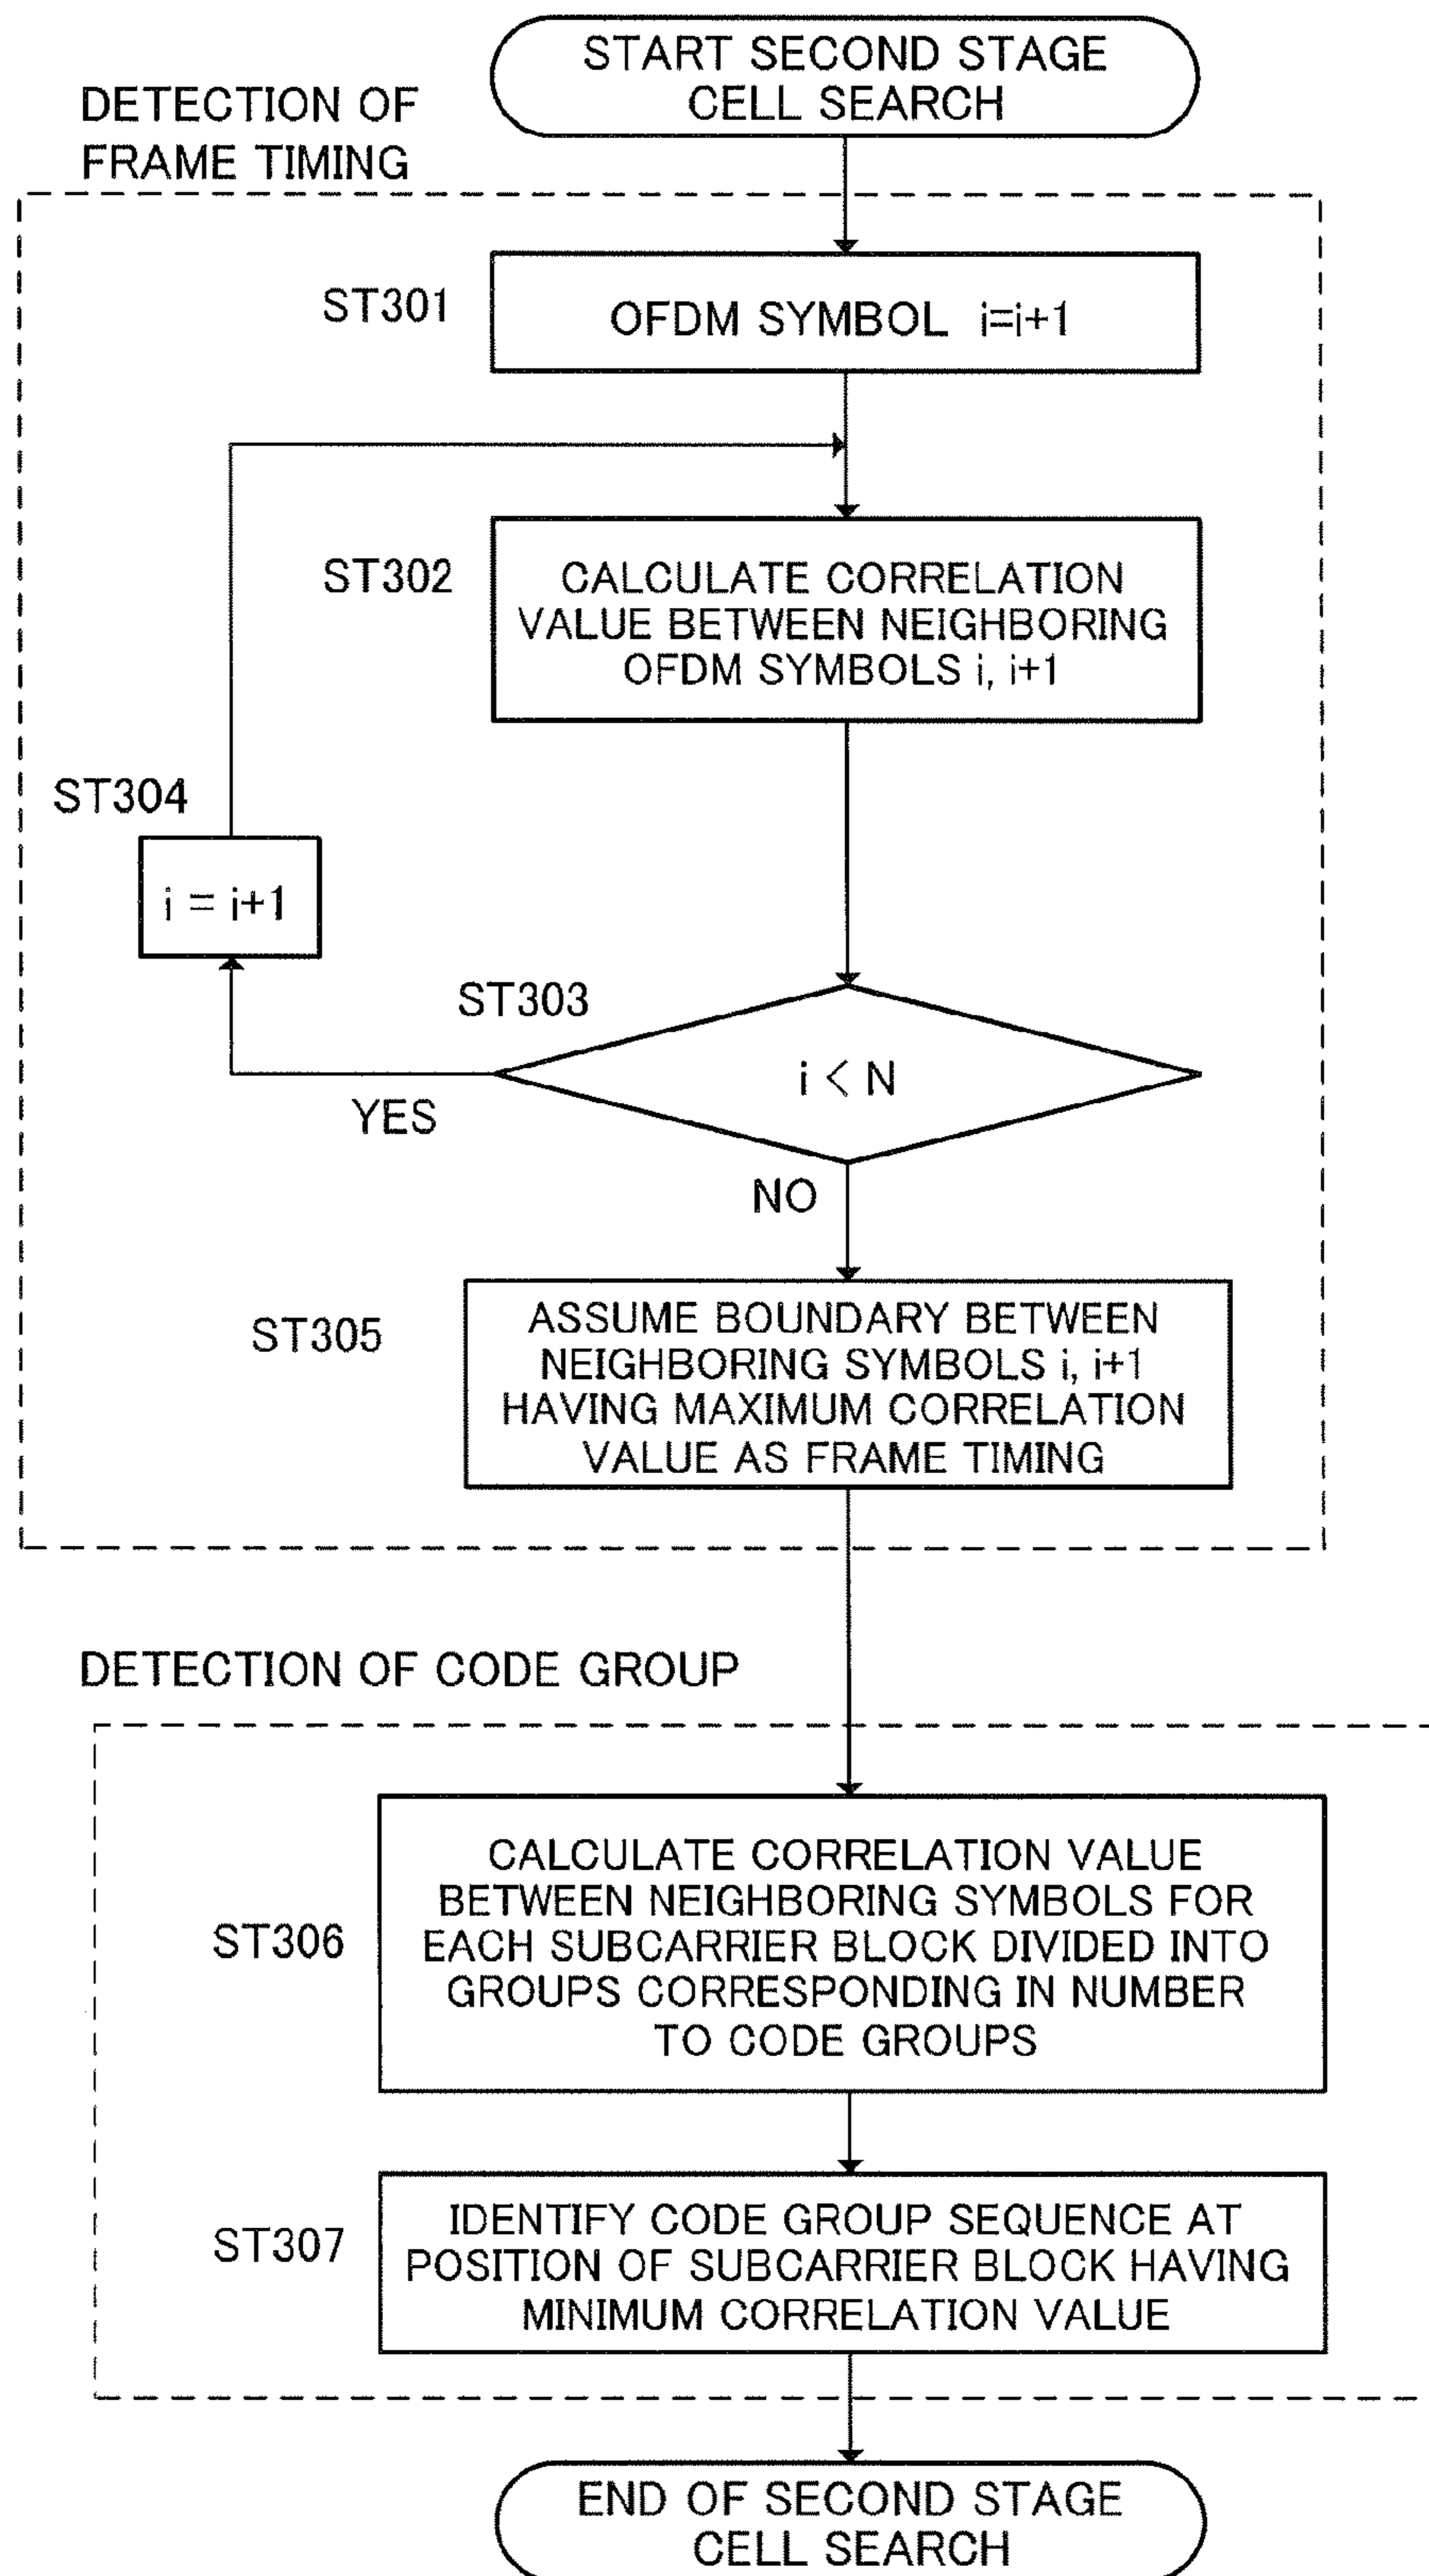 START SECOND STAGE
CELL SEARCH
DETECTION OF
FRAME TIMING
ST301
OFDM SYMBOL i=i+1
ST302
CALCULATE CORRELATION
VALUE BETWEEN NEIGHBORING
OFDM SYMBOLS i, i+1
ST304
i = i+1
ST303
i < N
YES
NO
ST305
ASSUME BOUNDARY BETWEEN
NEIGHBORING SYMBOLS i, i+1
HAVING MAXIMUM CORRELATION
VALUE AS FRAME TIMING
DETECTION OF CODE GROUP
ST306
CALCULATE CORRELATION VALUE
BETWEEN NEIGHBORING SYMBOLS FOR
EACH SUBCARRIER BLOCK DIVIDED INTO
GROUPS CORRESPONDING IN NUMBER
TO CODE GROUPS
ST307
IDENTIFY CODE GROUP SEQUENCE AT
POSITION OF SUBCARRIER BLOCK HAVING
MINIMUM CORRELATION VALUE
END OF SECOND STAGE
CELL SEARCH